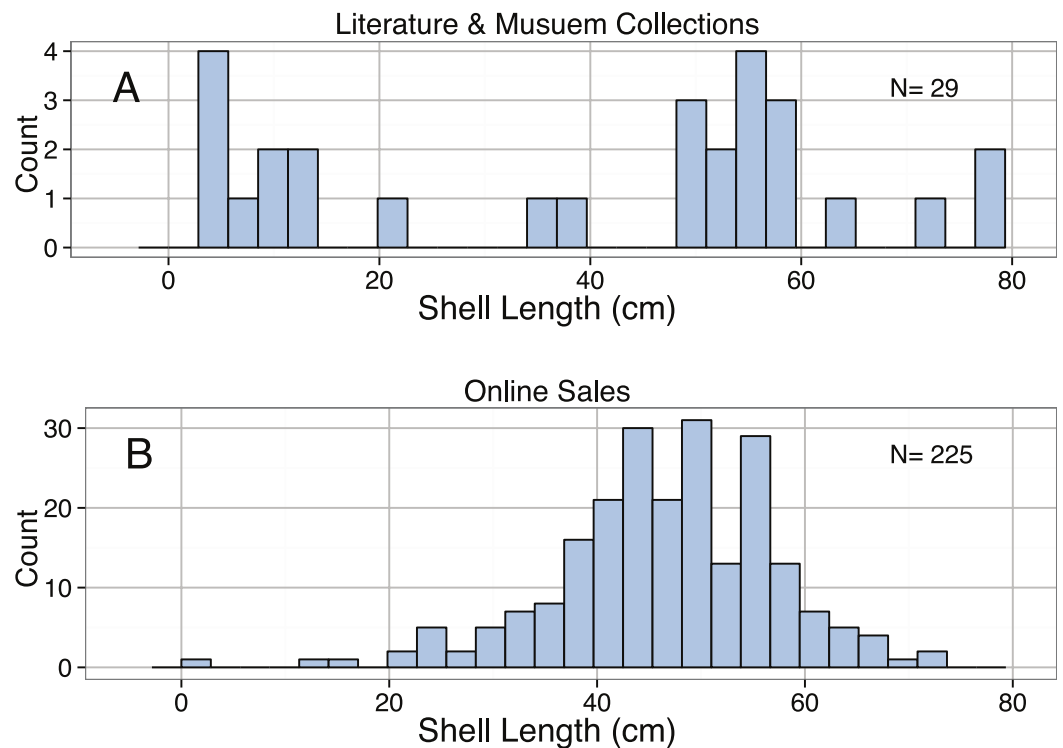 Literature & Musuem Collections
A
N= 29
Count
4
3
2
1
0
0 20 40 60 80
Shell Length (cm)
Online Sales
B
N= 225
Count
30
20
10
0
0 20 40 60 80
Shell Length (cm)